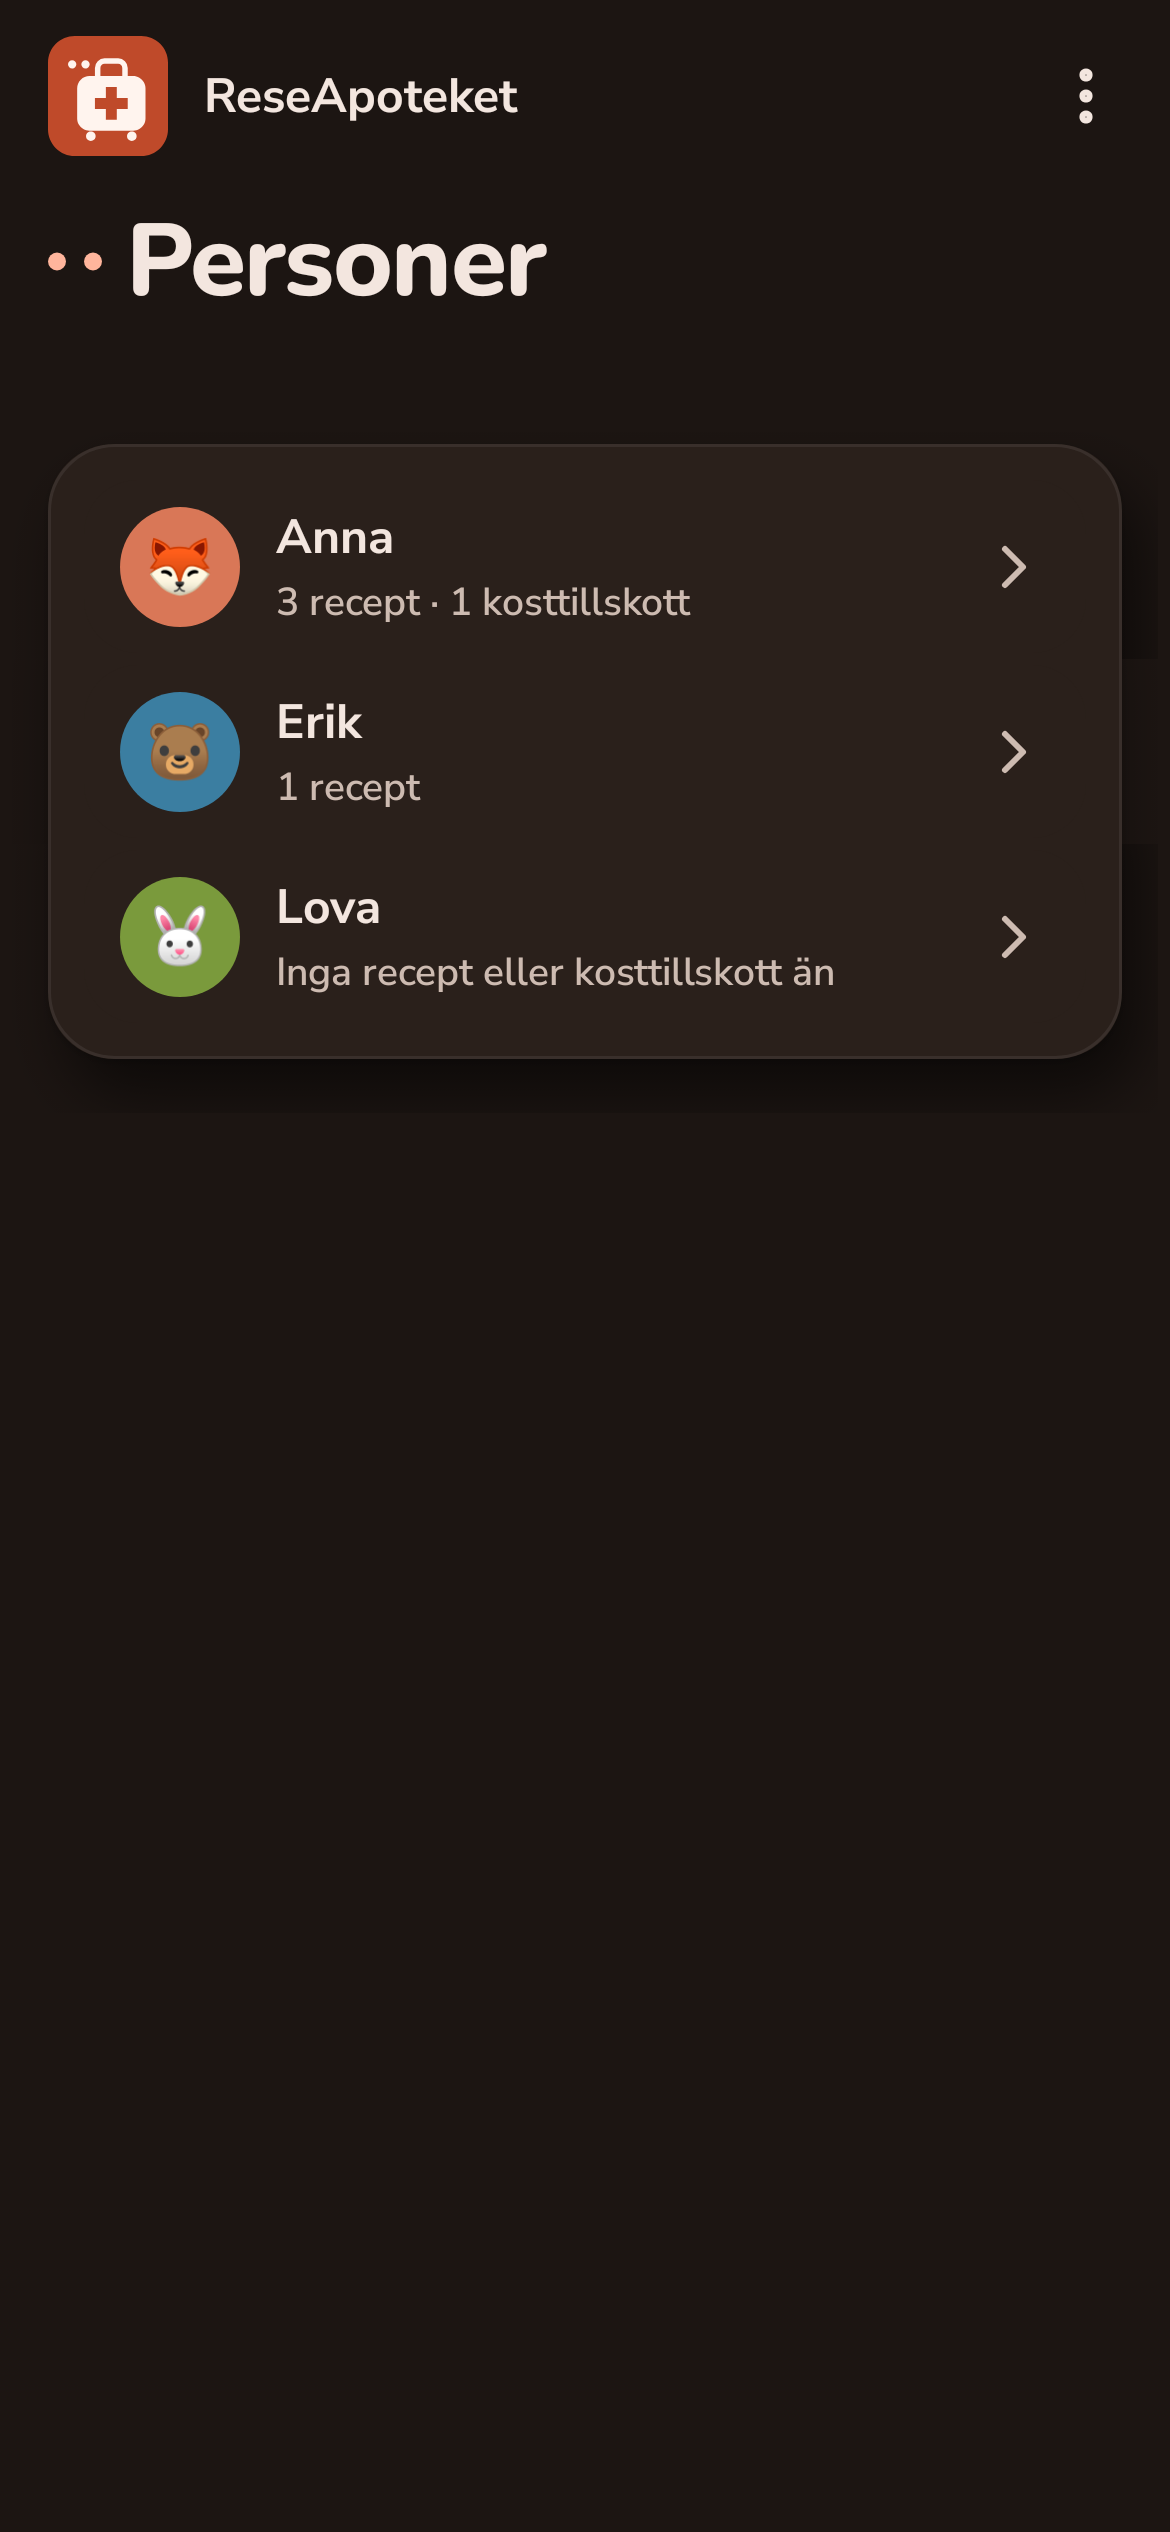 ReseApoteket
Personer
Anna
3 recept · 1 kosttillskott
Erik
1 recept
Lova
Inga recept eller kosttillskott än